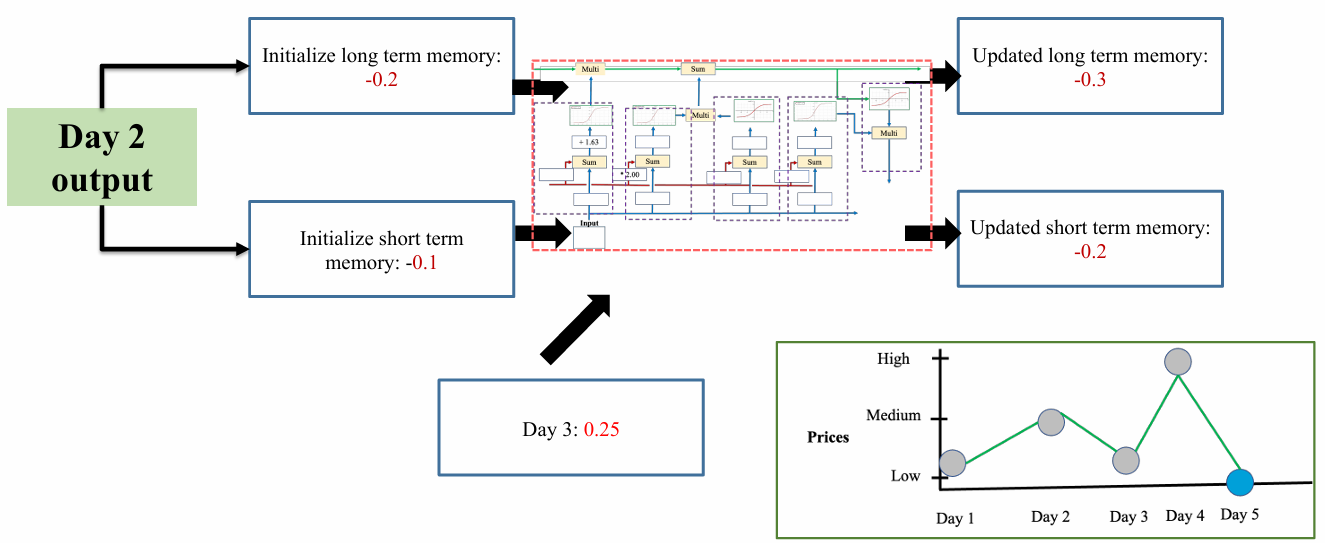 Day 2
output
Initialize long term memory:
-0.2
Initialize short term
memory: -0.1
Multi
Sum
Multi
Multi
+ 1.63
Sum
Sum
Sum
Sum
* 2.00
Input
Updated long term memory:
-0.3
Updated short term memory:
-0.2
Day 3: 0.25
Prices
High
Medium
Low
Day 1
Day 2
Day 3
Day 4
Day 5